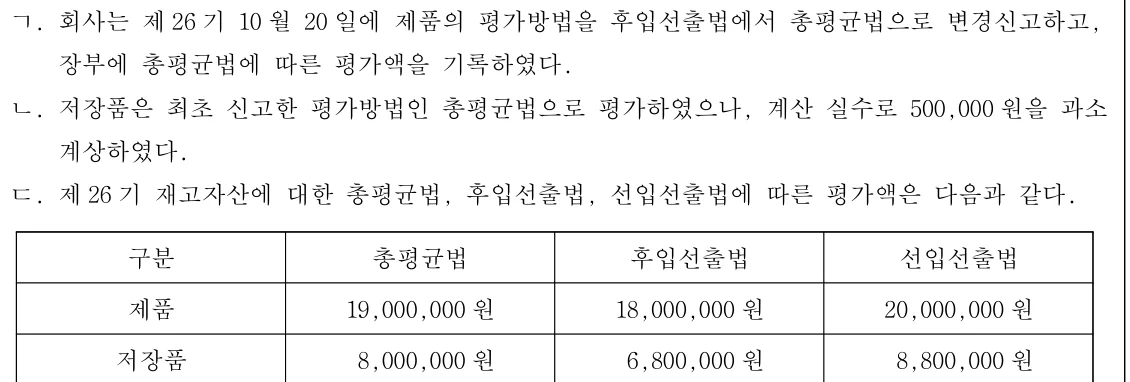 ㄱ. 회사는 제 26 기 10 월 20 일에 제품의 평가방법을 후입선출법에서 총평균법으로 변경신고하고,
장부에 총평균법에 따른 평가액을 기록하였다.
ㄴ. 저장품은 최초 신고한 평가방법인 총평균법으로 평가하였으나, 계산 실수로 500,000 원을 과소
계상하였다.
ㄷ. 제 26 기 재고자산에 대한 총평균법, 후입선출법, 선입선출법에 따른 평가액은 다음과 같다.
구분 총평균법 후입선출법 선입선출법
제품 19,000,000 원 18,000,000 원 20,000,000 원
저장품 8,000,000 원 6,800,000 원 8,800,000 원